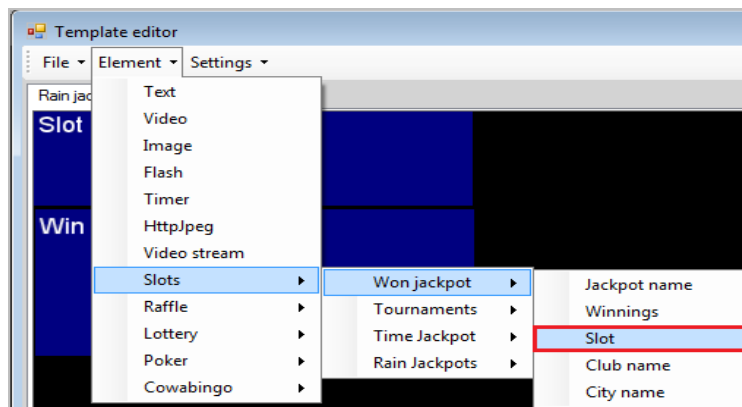 Template editor
File Element Settings
Rain jac
Slot
Win
Text
Video
Image
Flash
Timer
HttpJpeg
Video stream
Slots
Raffle
Lottery
Poker
Cowabingo
Won jackpot
Tournaments
Time Jackpot
Rain Jackpots
Jackpot name
Winnings
Slot
Club name
City name